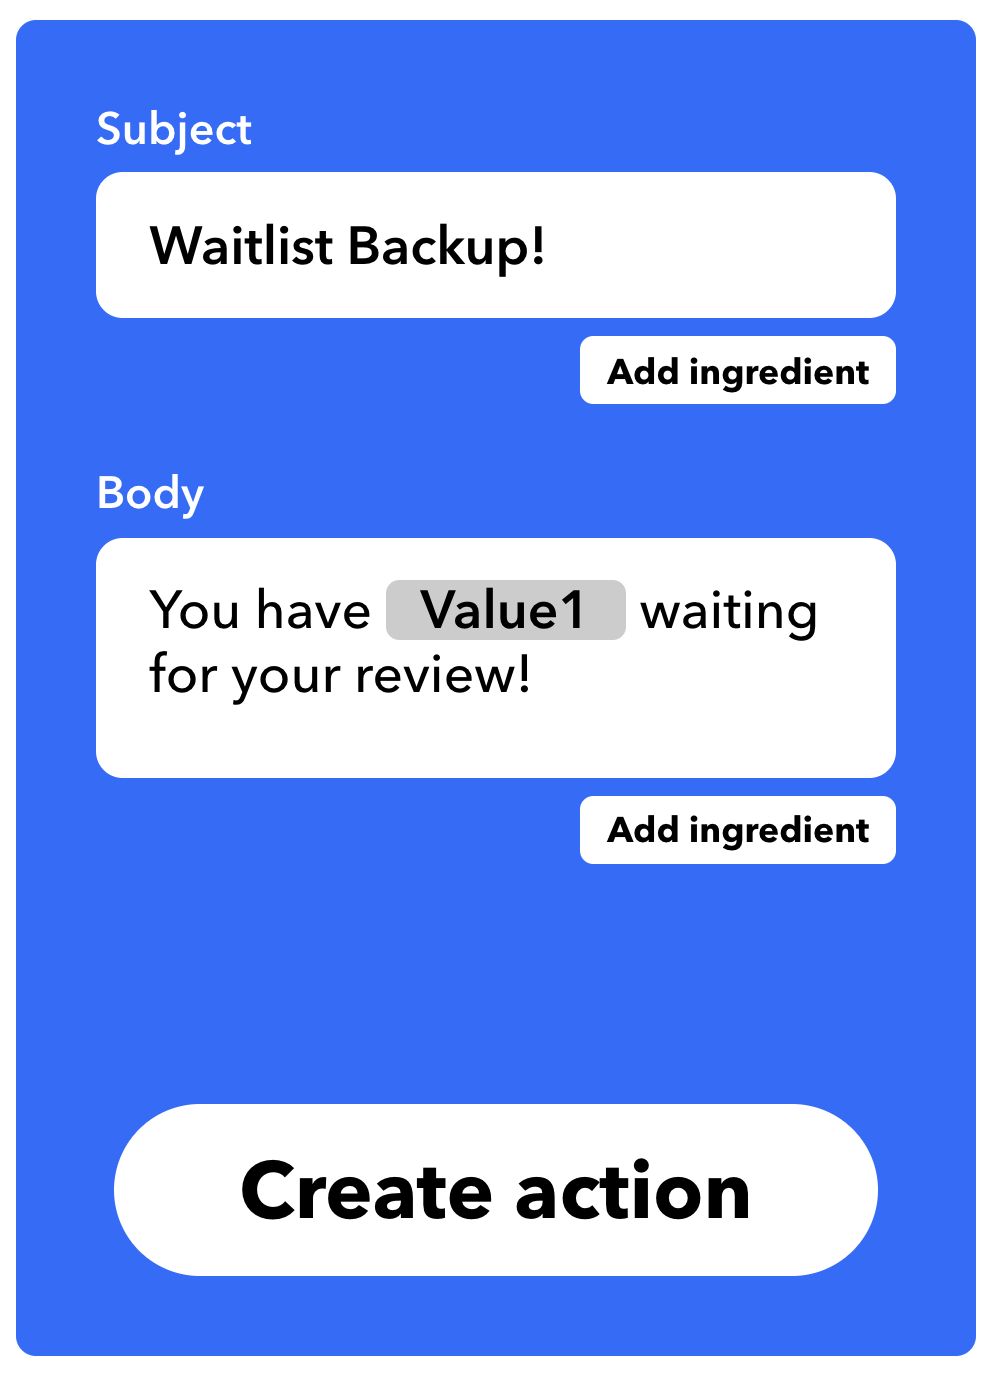 Subject
Waitlist Backup!
Add ingredient
Body
You have Value1 waiting
for your review!
Add ingredient
Create action